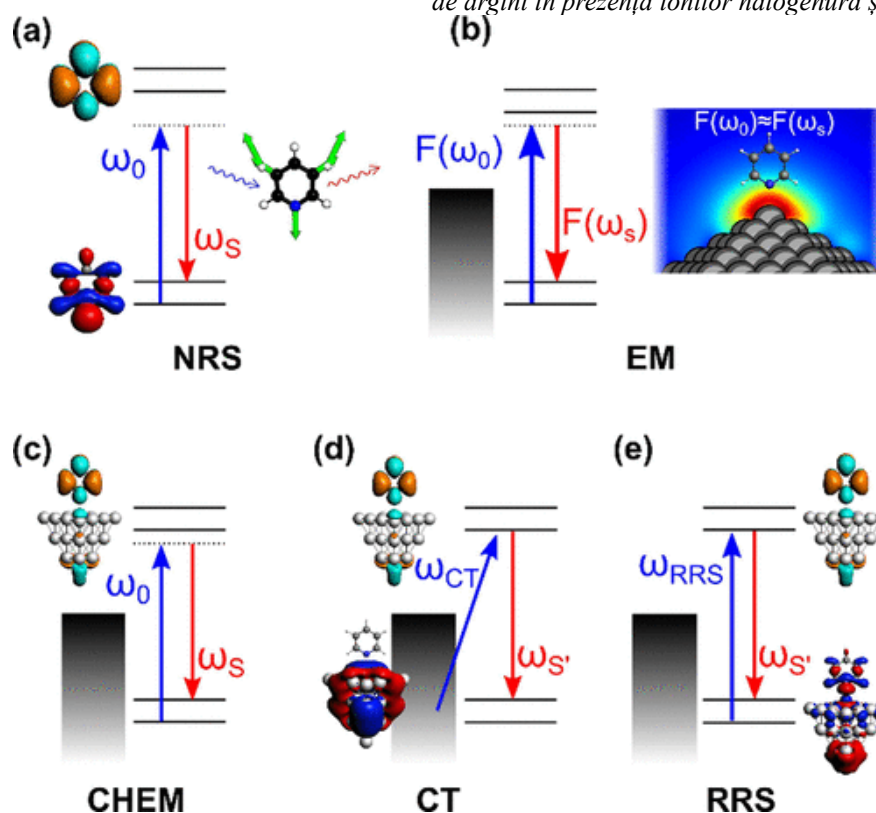 de argini în prezența ionilor halogenură ș
(a)
ω0
ωS
NRS
(b)
F(ω0)
F(ωs)
F(ω0)≈F(ωs)
EM
(c)
ω0
ωS
CHEM
(d)
ωCT
ωS'
CT
(e)
ωRRS
ωS'
RRS